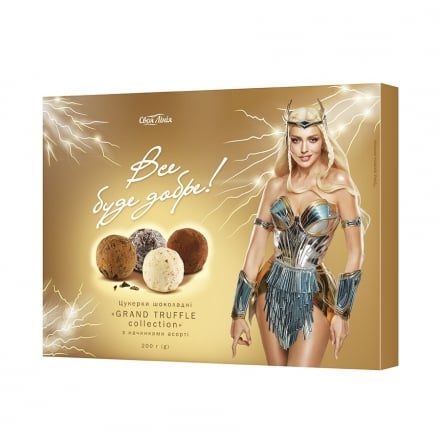 Своя Лінія
Все
буде добре!
Цукерки шоколадні
«GRAND TRUFFLE
collection»
з начинками асорті
200 г (g)